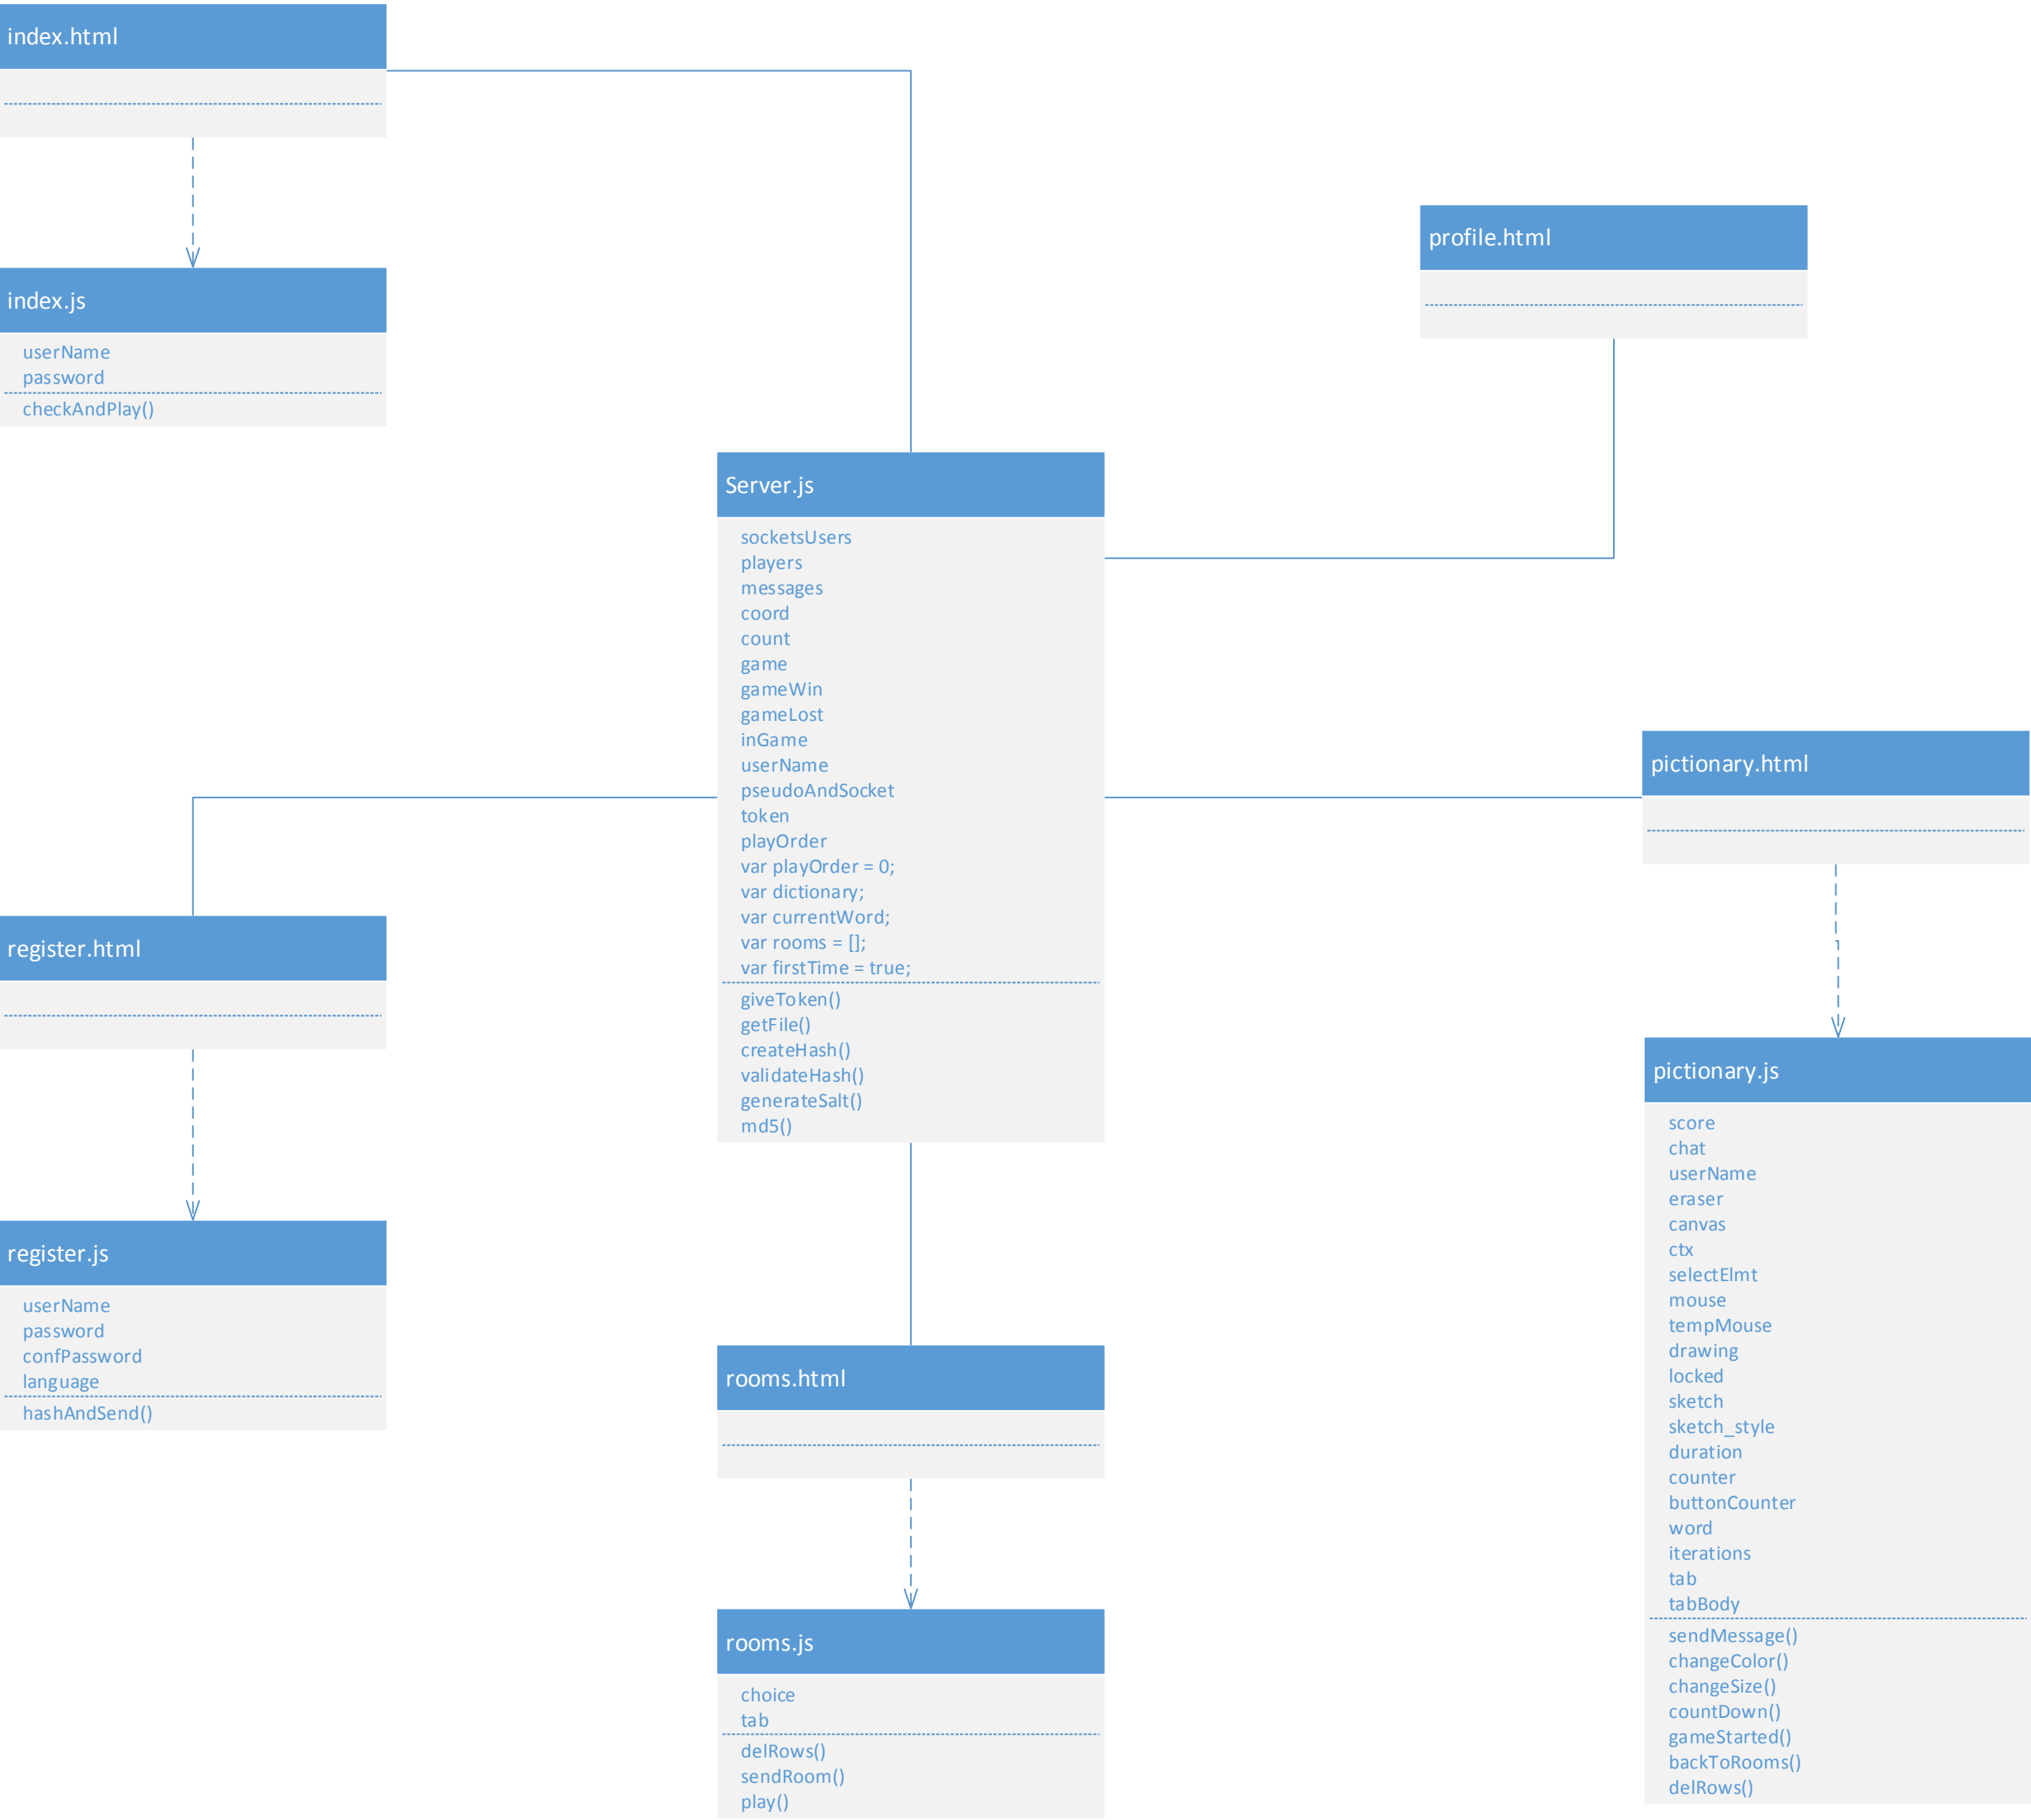 index.html
index.js
userName
password
checkAndPlay()
profile.html
Server.js
socketsUsers
players
messages
coord
count
game
gameWin
gameLost
inGame
userName
pseudoAndSocket
token
playOrder
var playOrder = 0;
var dictionary;
var currentWord;
var rooms = [];
var firstTime = true;
giveToken()
getFile()
createHash()
validateHash()
generateSalt()
md5()
register.html
register.js
userName
password
confPassword
language
hashAndSend()
rooms.html
rooms.js
choice
tab
delRows()
sendRoom()
play()
pictionary.html
pictionary.js
score
chat
userName
eraser
canvas
ctx
selectElmt
mouse
tempMouse
drawing
locked
sketch
sketch_style
duration
counter
buttonCounter
word
iterations
tab
tabBody
sendMessage()
changeColor()
changeSize()
countDown()
gameStarted()
backToRooms()
delRows()